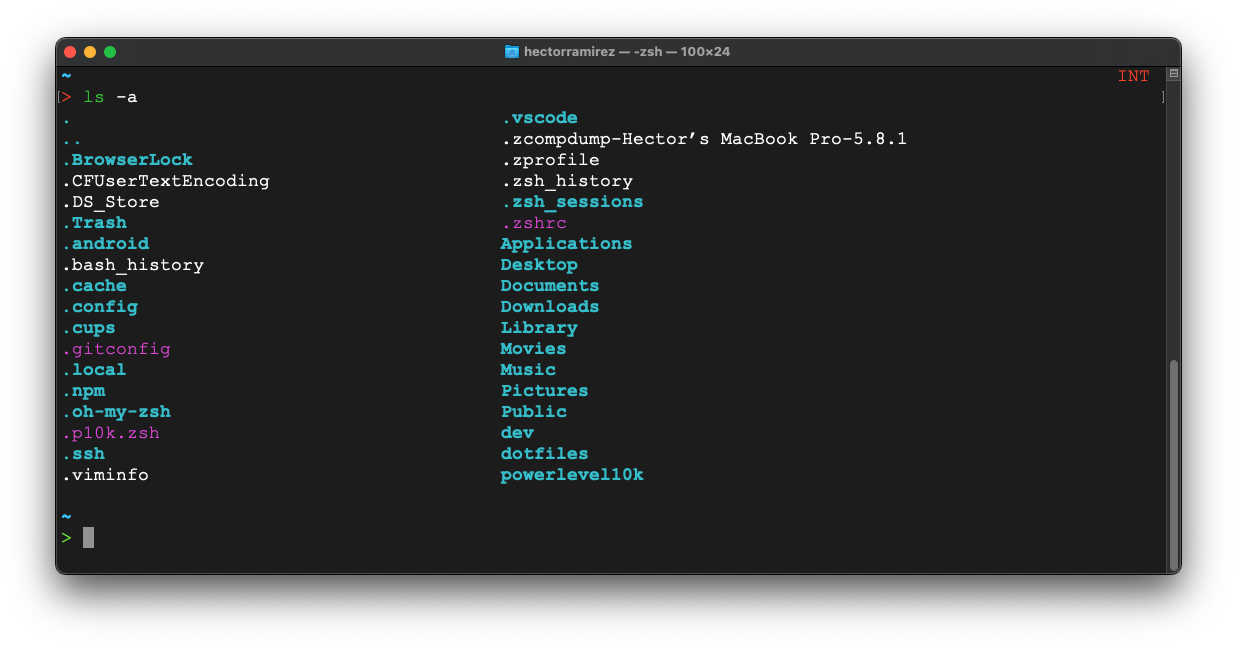 hectorramirez — -zsh — 100×24
~ INT
> ls -a
. .vscode
.. .zcompdump-Hector’s MacBook Pro-5.8.1
.BrowserLock .zprofile
.CFUserTextEncoding .zsh_history
.DS_Store .zsh_sessions
.Trash .zshrc
.android Applications
.bash_history Desktop
.cache Documents
.config Downloads
.cups Library
.gitconfig Movies
.local Music
.npm Pictures
.oh-my-zsh Public
.p10k.zsh dev
.ssh dotfiles
.viminfo powerlevel10k
~
>